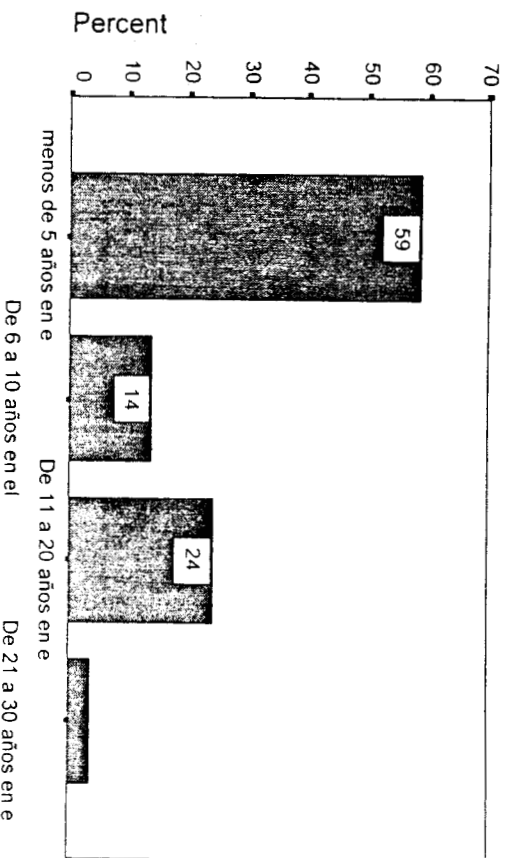 Percent
70
60
50
40
30
20
10
0
59
14
24
menos de 5 años en e
De 6 a 10 años en el
De 11 a 20 años en e
De 21 a 30 años en e